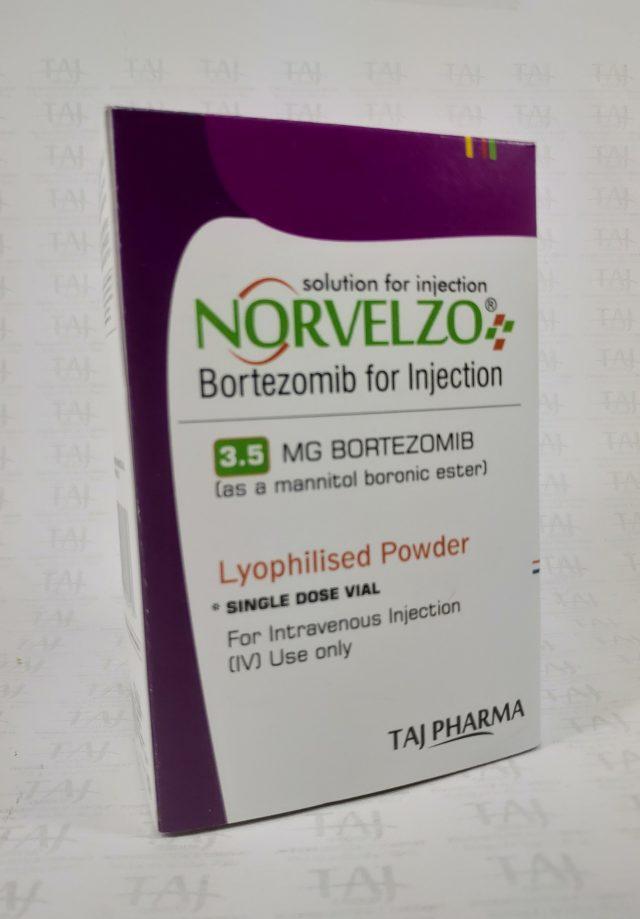 solution for injection
NORVELZO®
Bortezomib for Injection
3.5 MG BORTEZOMIB
(as a mannitol boronic ester)
Lyophilised Powder
* SINGLE DOSE VIAL
For Intravenous Injection
(IV) Use only
TAJ PHARMA